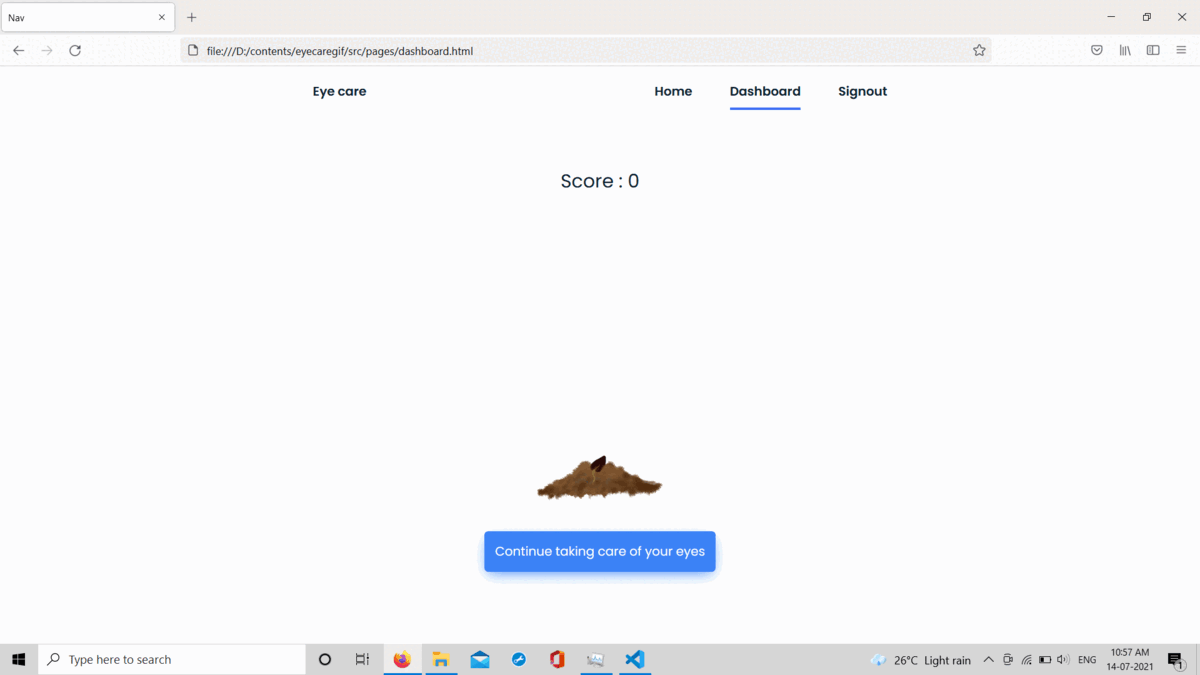 Nav
file:///D:/contents/eyecaregif/src/pages/dashboard.html
Eye care Home Dashboard Signout
Score : 0
Continue taking care of your eyes
Type here to search
26°C Light rain
ENG
10:57 AM
14-07-2021
1